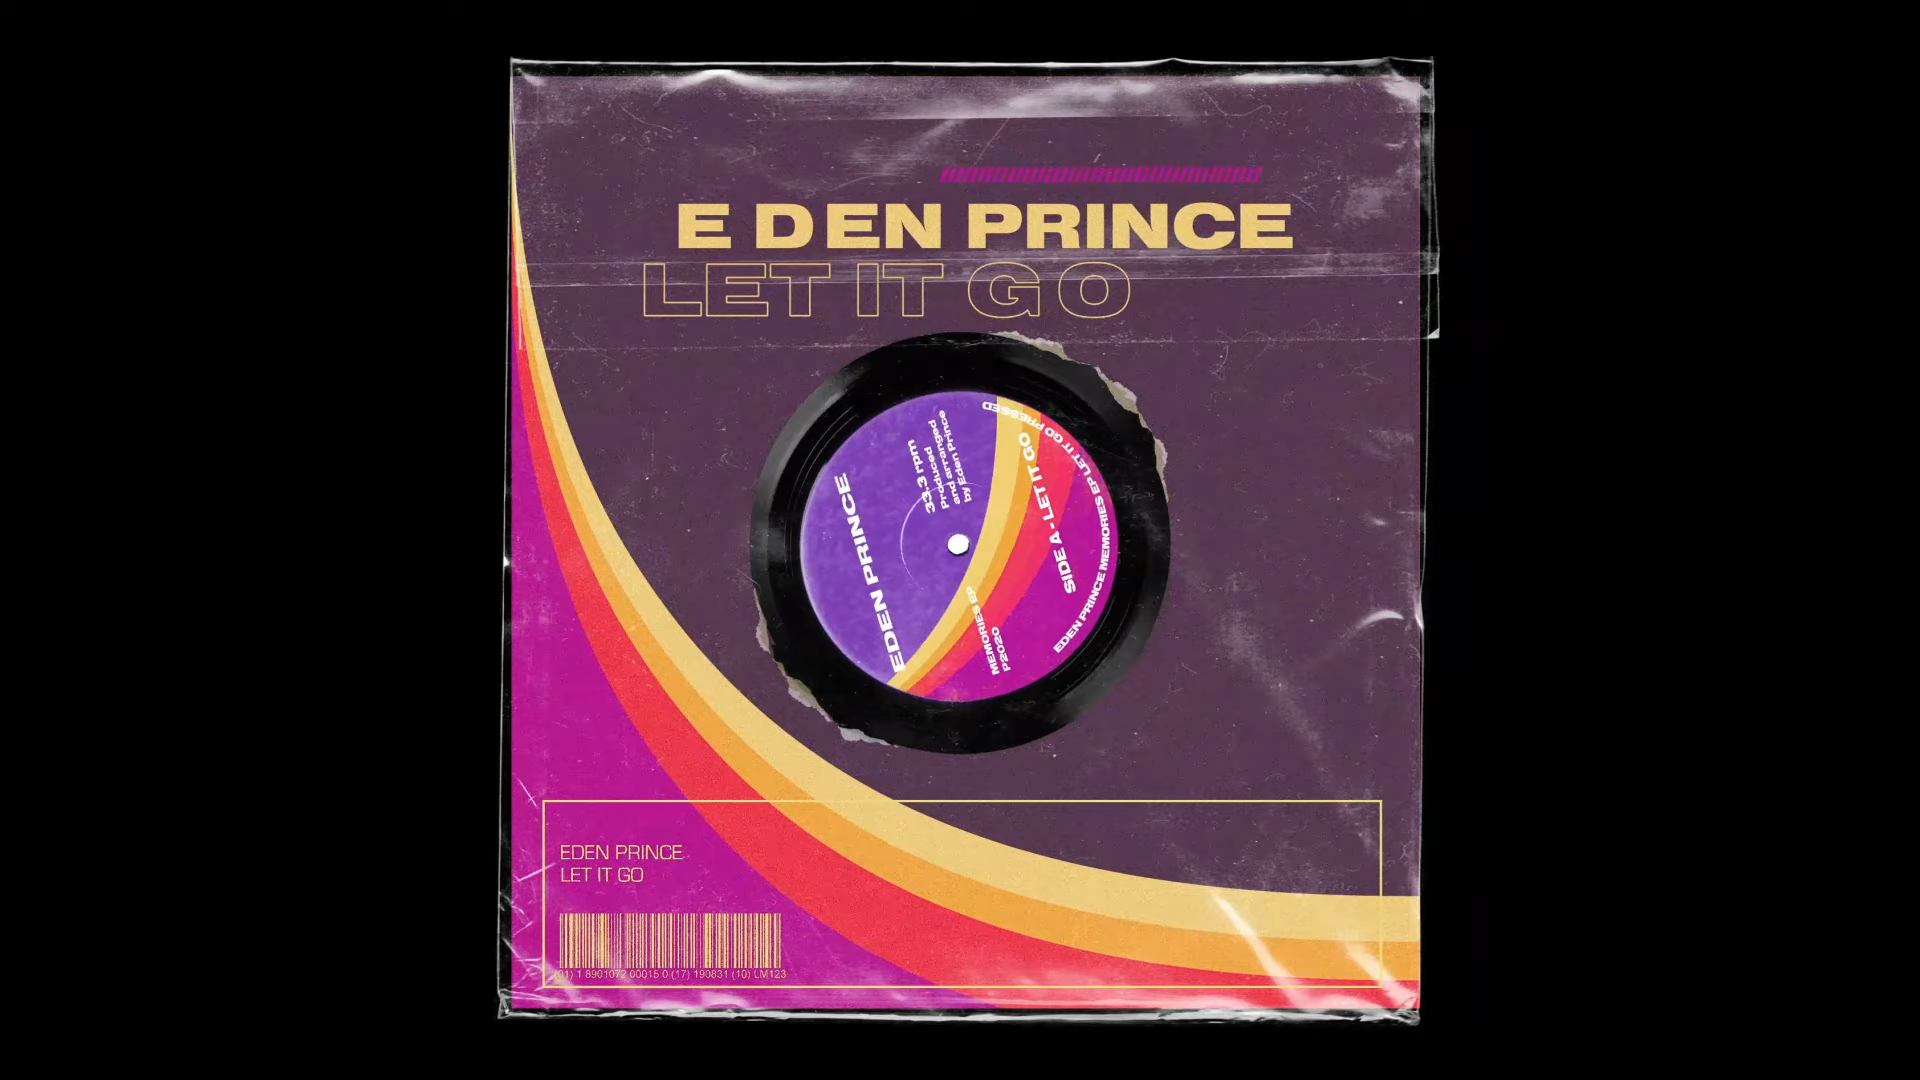 E DEN PRINCE
LET IT GO
EDEN PRINCE
33.3 rpm
Produced
and arranged
by Eden Prince
SIDE A - LET IT GO
MEMORIES EP
P2020
EDEN PRINCE MEMORIES EP LET IT GO PRESSED
EDEN PRINCE
LET IT GO
(01) 1 8901072 00015 0 (17) 190831 (10) LM123